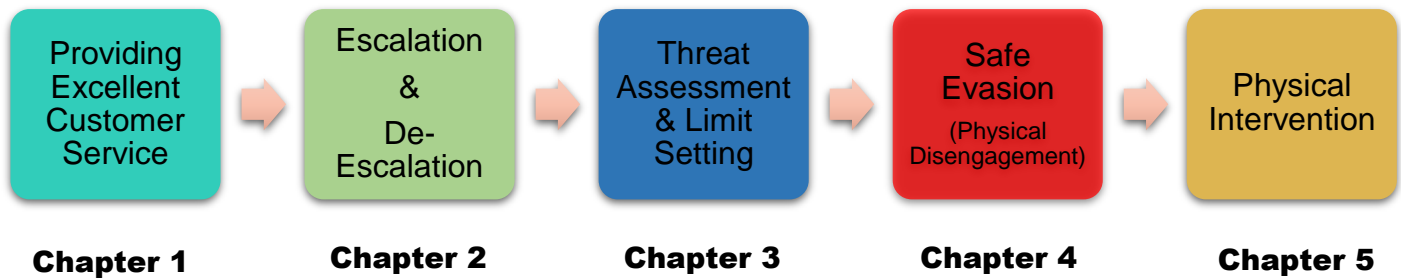 Providing
Excellent
Customer
Service
Escalation
&
De-
Escalation
Threat
Assessment
& Limit
Setting
Safe
Evasion
(Physical
Disengagement)
Physical
Intervention
Chapter 1
Chapter 2
Chapter 3
Chapter 4
Chapter 5